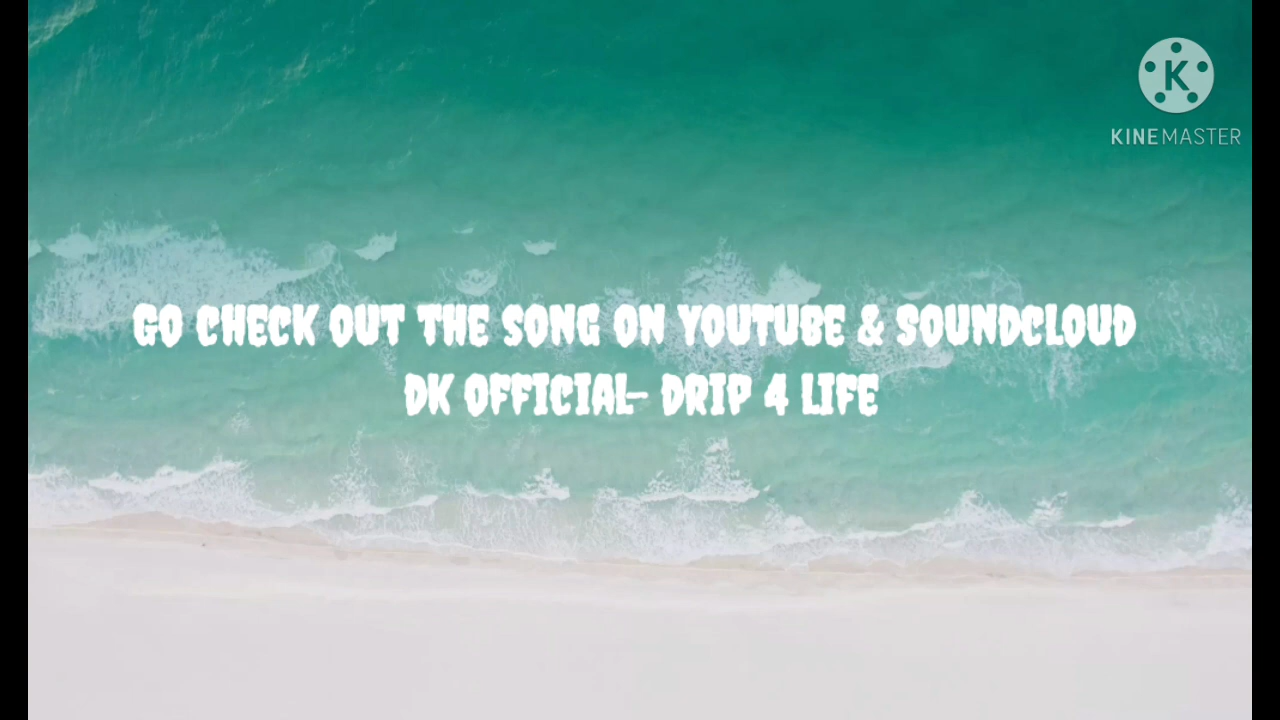 K
KINEMASTER
GO CHECK OUT THE SONG ON YOUTUBE & SOUNDCLOUD
DK OFFICIAL- DRIP 4 LIFE